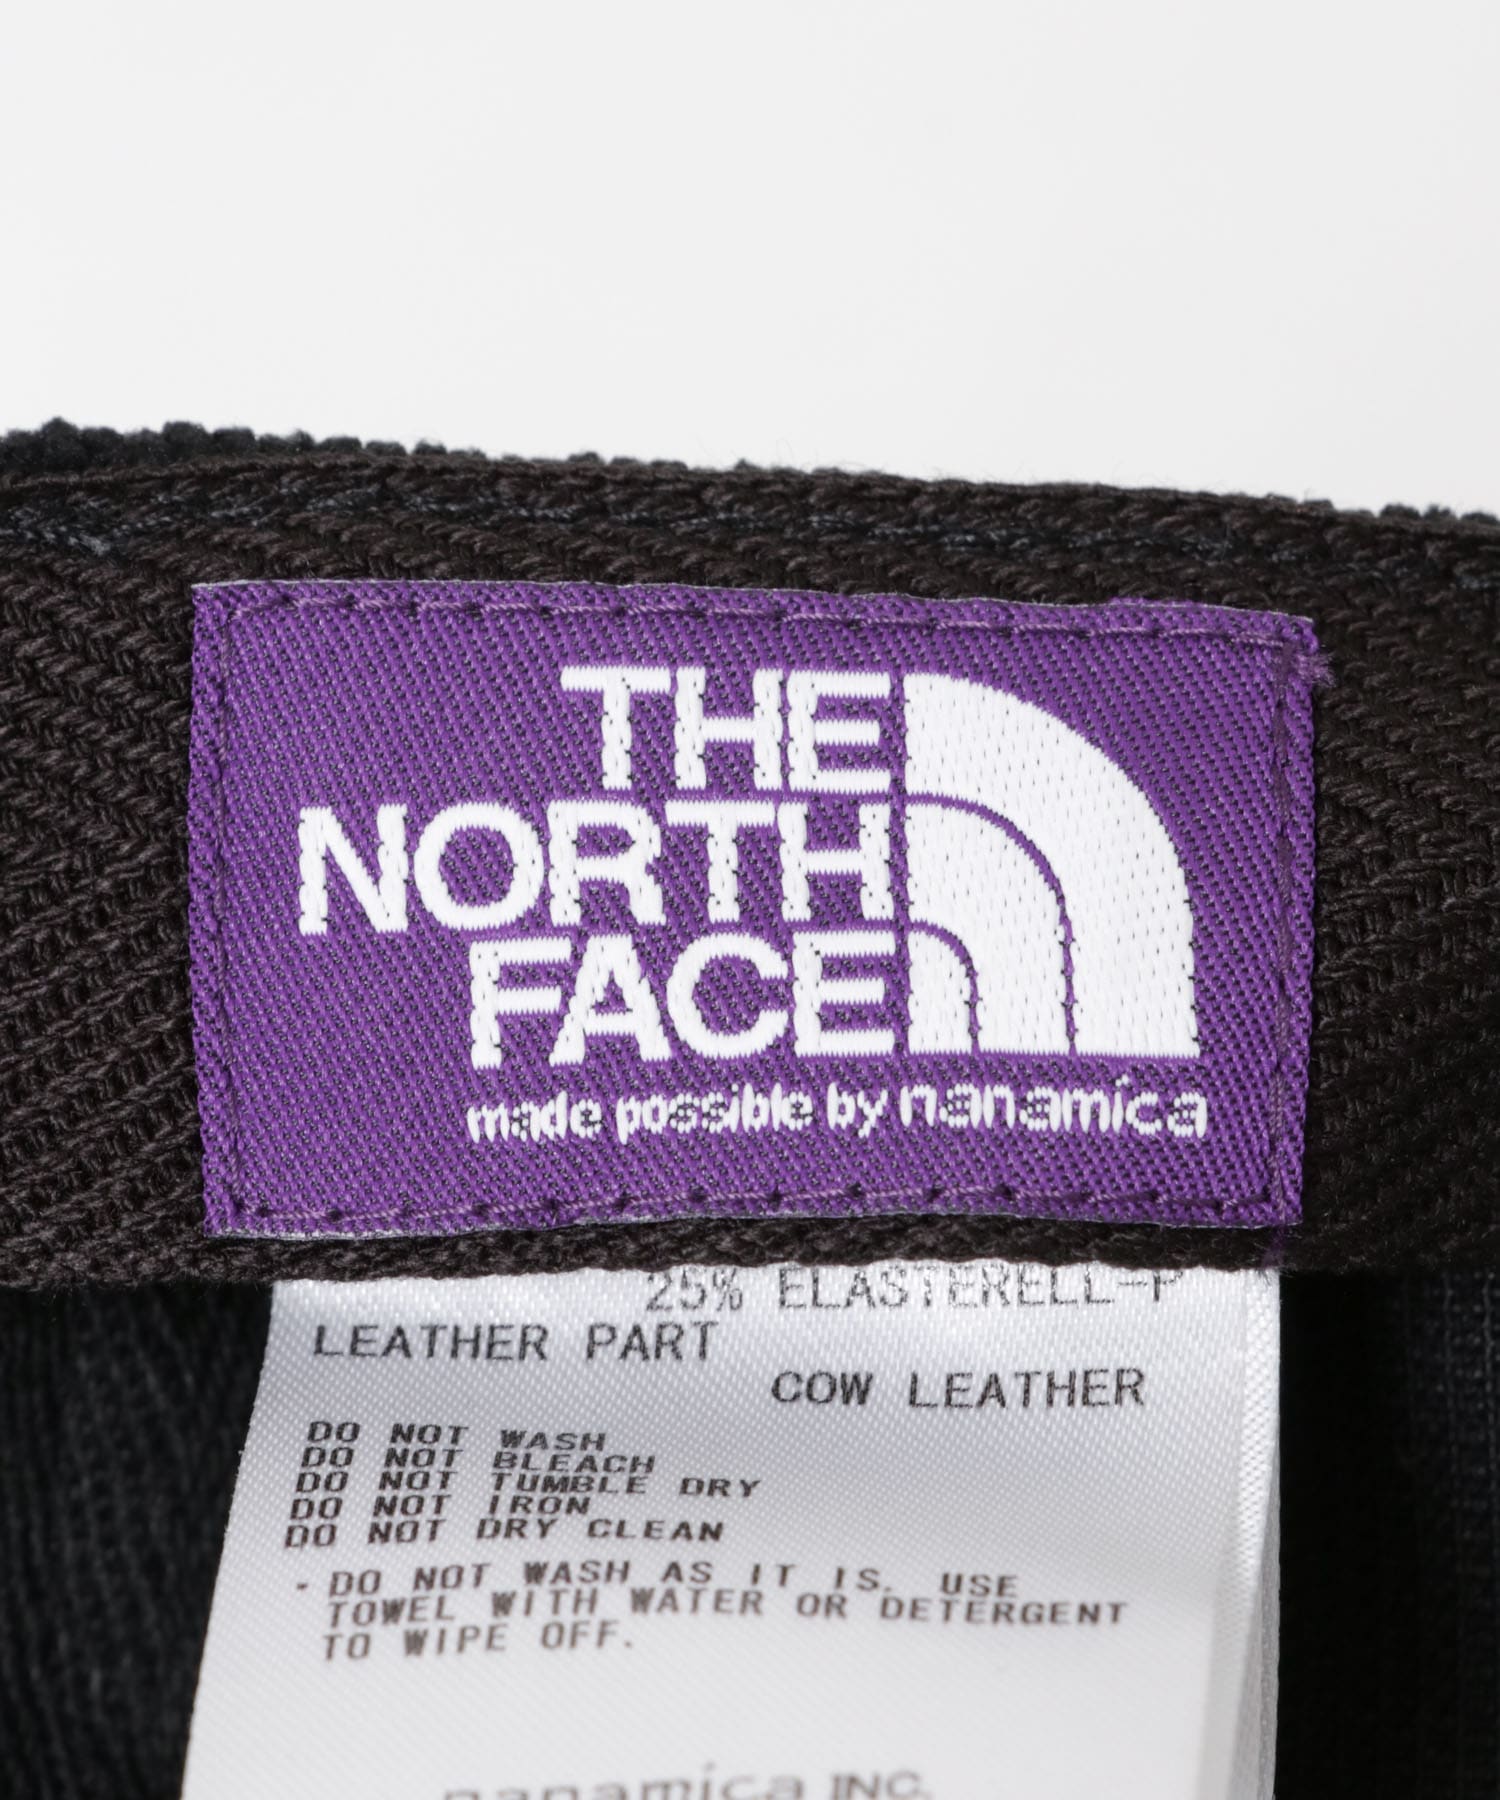 THE
NORTH
FACE
made possible by nanamica
25% ELASTERELL-P
LEATHER PART
COW LEATHER
DO NOT WASH
DO NOT BLEACH
DO NOT TUMBLE DRY
DO NOT IRON
DO NOT DRY CLEAN
- DO NOT WASH AS IT IS. USE
TOWEL WITH WATER OR DETERGENT
TO WIPE OFF.
nanamica INC.